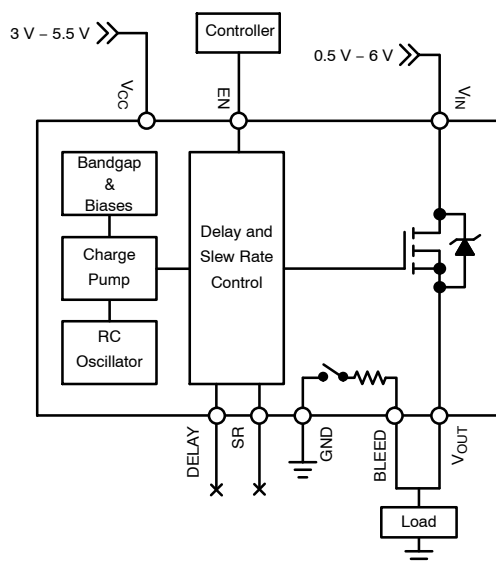 3 V – 5.5 V
Controller
0.5 V – 6 V
VCC
EN
VIN
Bandgap
&
Biases
Charge
Pump
RC
Oscillator
Delay and
Slew Rate
Control
DELAY
SR
GND
BLEED
VOUT
Load